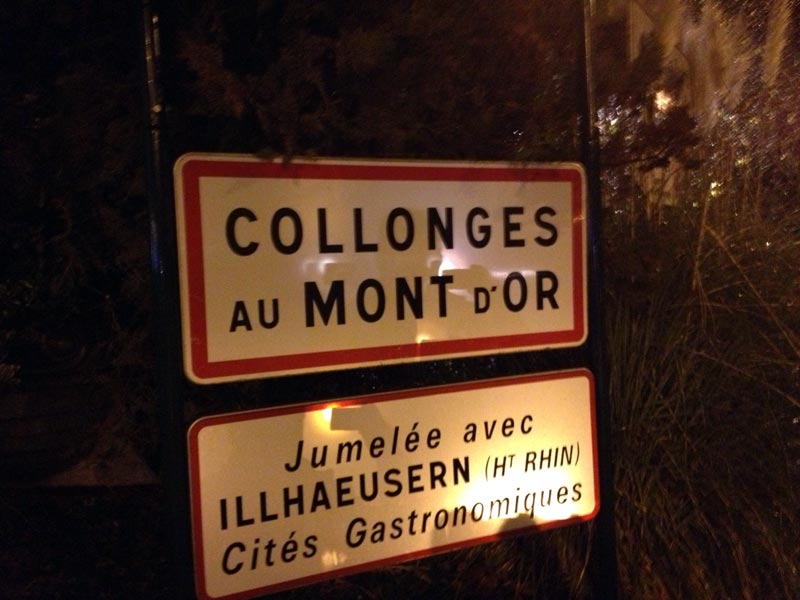 COLLONGES
AU MONT D'OR
Jumelée avec
ILLHAEUSERN (HT RHIN)
Cités Gastronomiques